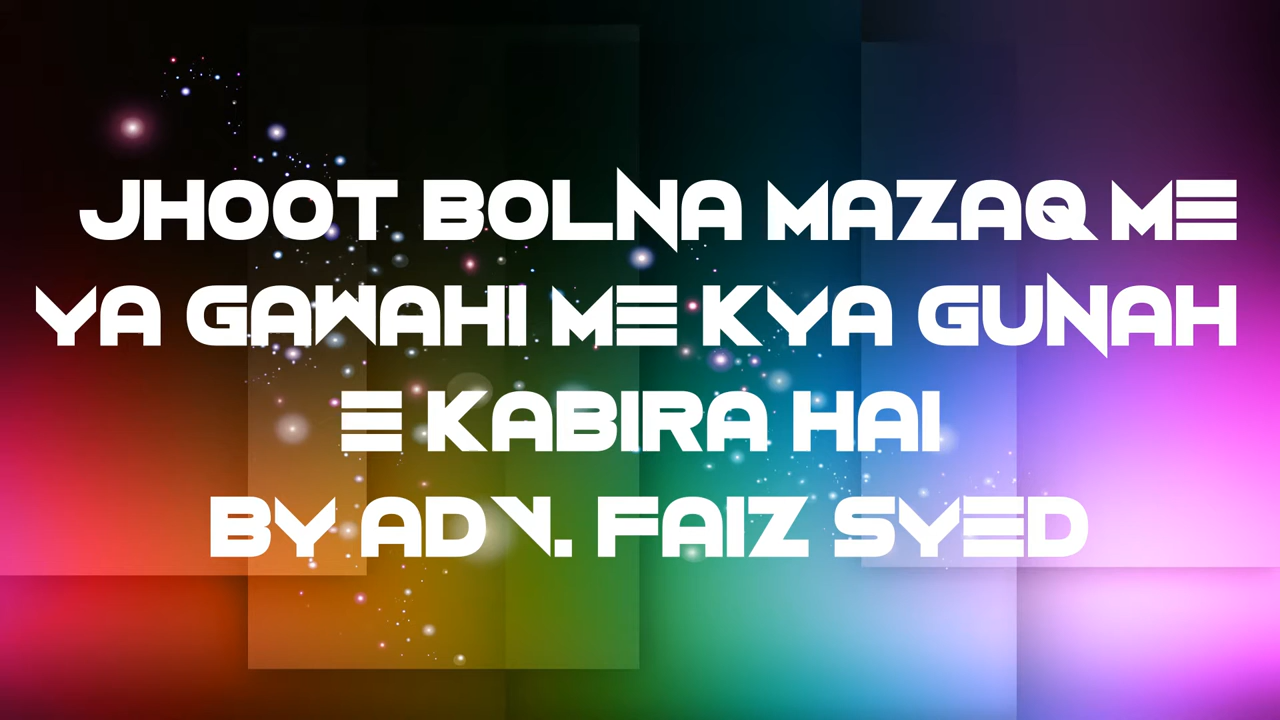 JHOOT BOLNA MAZAQ ME
YA GAWAHI ME KYA GUNAH
E KABIRA HAI
BY ADV. FAIZ SYED